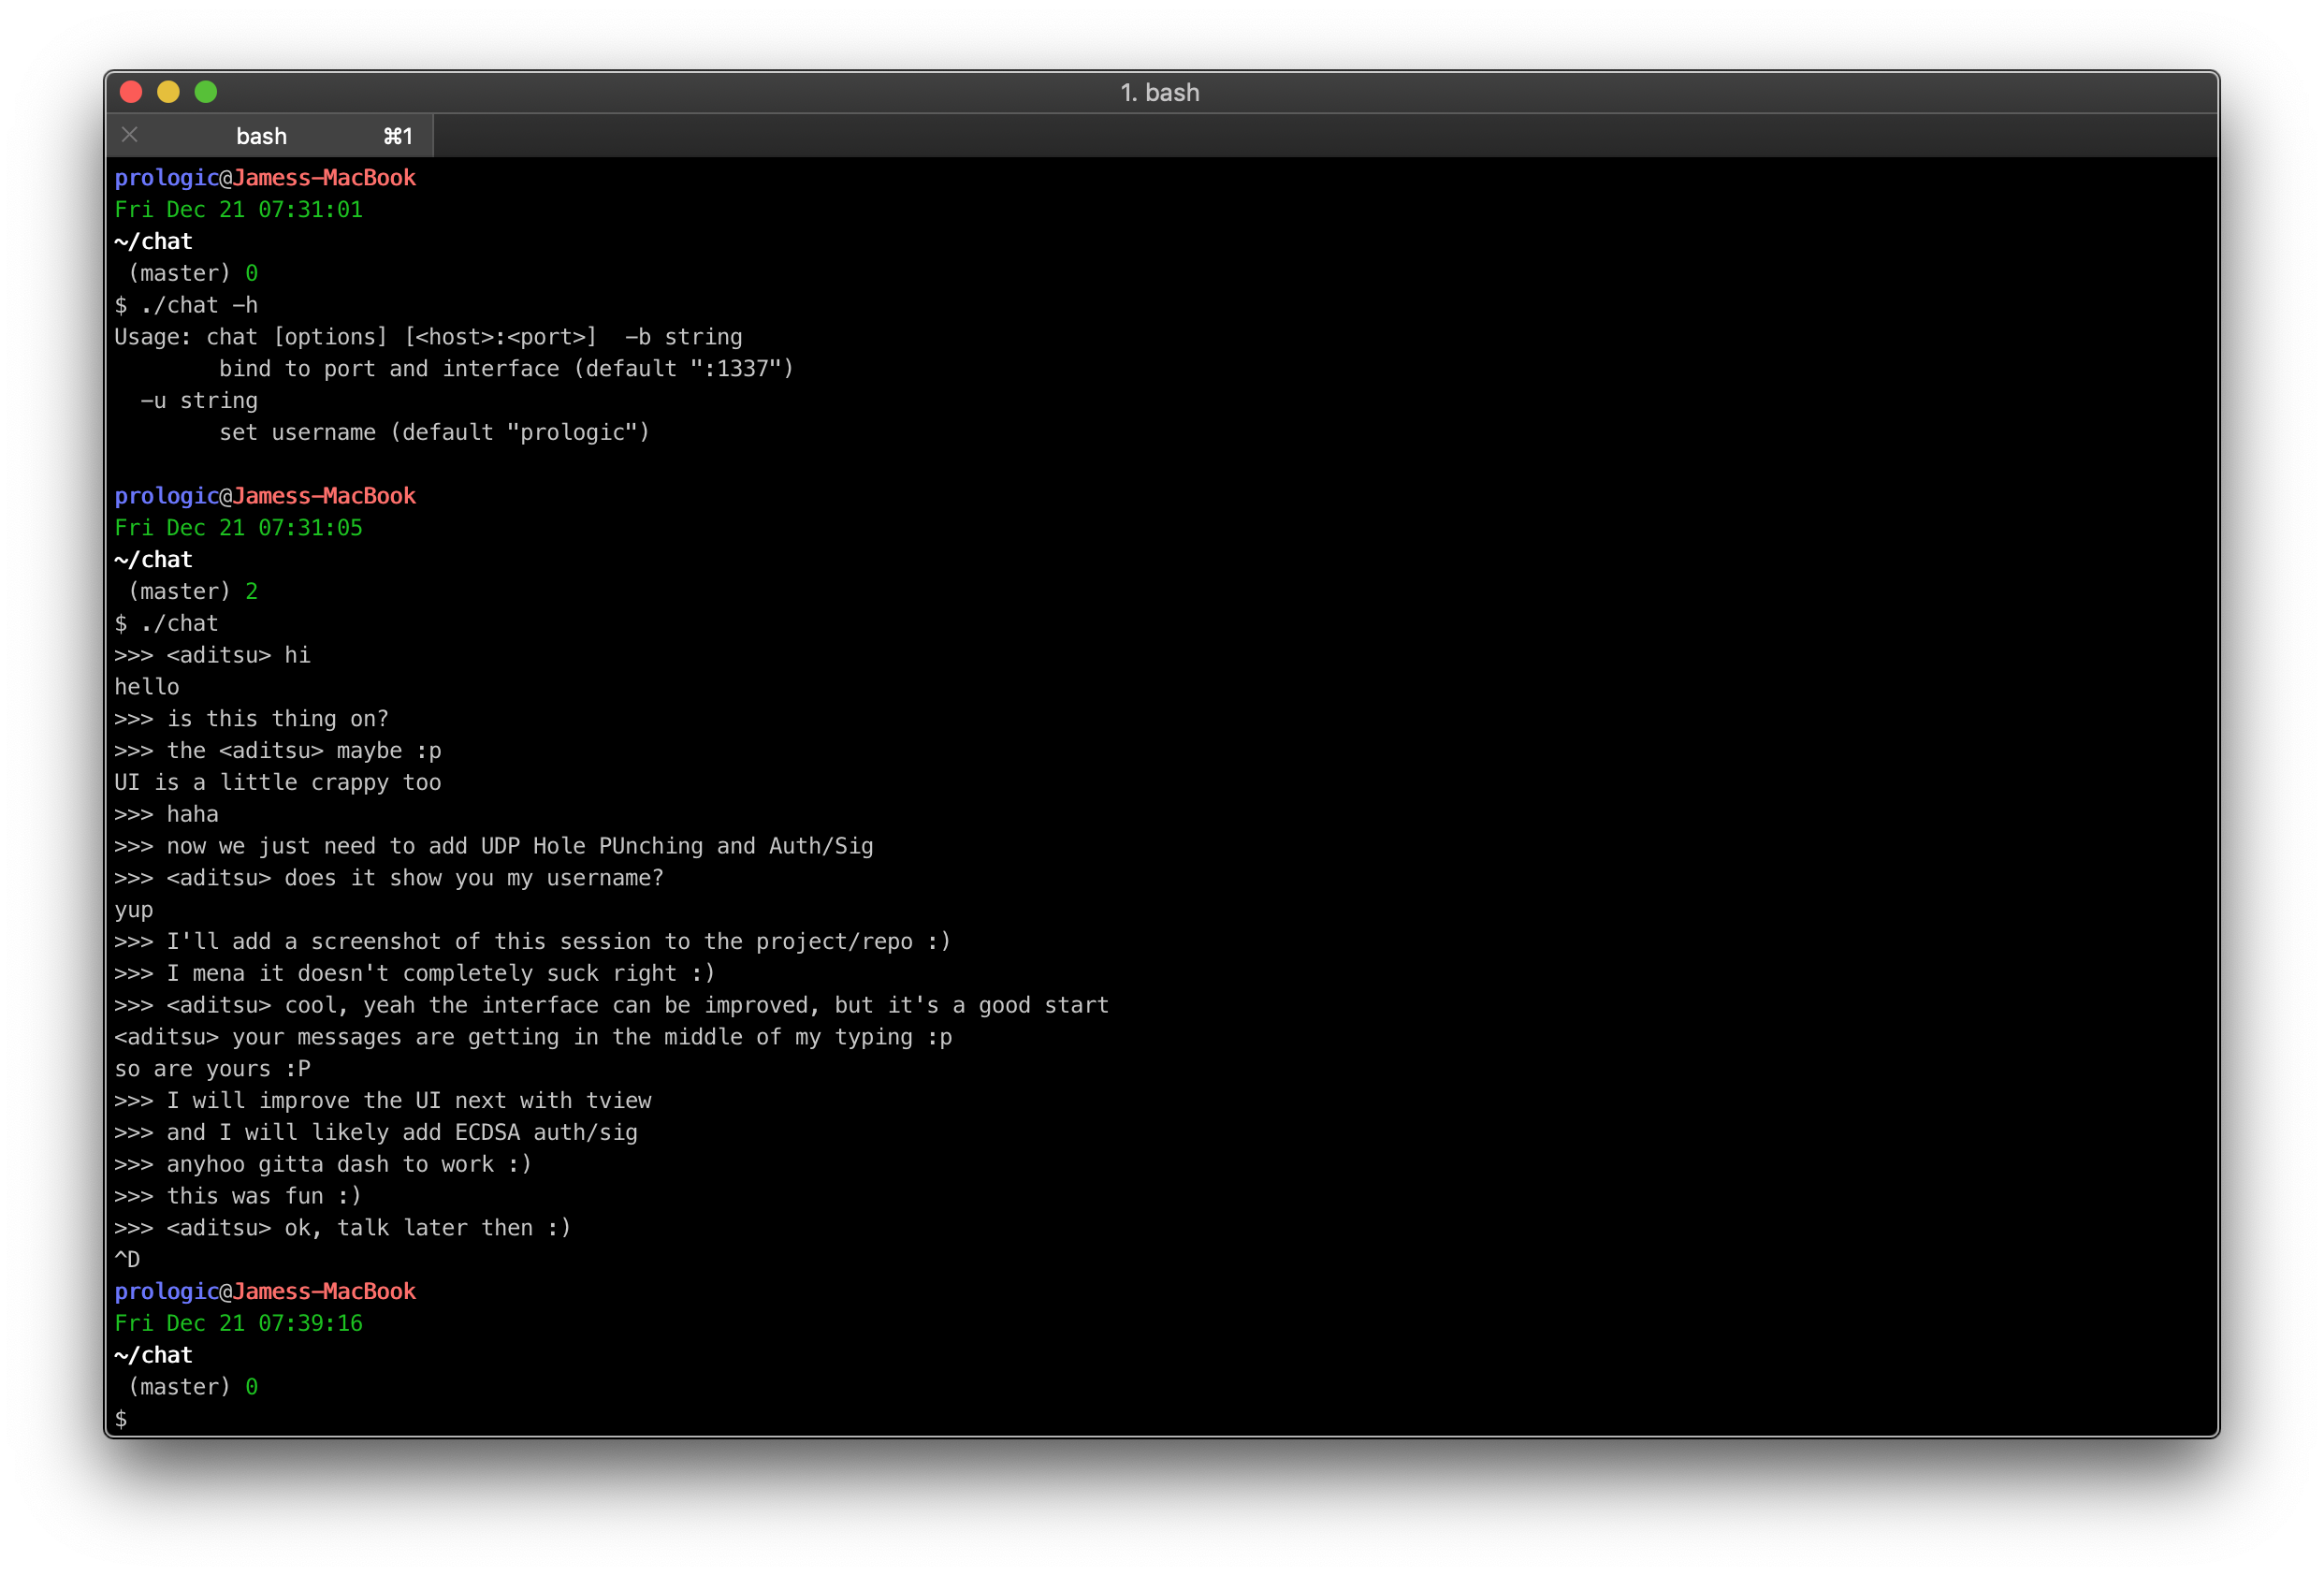 1. bash
bash ⌘1
prologic@Jamess-MacBook
Fri Dec 21 07:31:01
~/chat
 (master) 0
$ ./chat -h
Usage: chat [options] [<host>:<port>]  -b string
        bind to port and interface (default ":1337")
  -u string
        set username (default "prologic")

prologic@Jamess-MacBook
Fri Dec 21 07:31:05
~/chat
 (master) 2
$ ./chat
>>> <aditsu> hi
hello
>>> is this thing on?
>>> the <aditsu> maybe :p
UI is a little crappy too
>>> haha
>>> now we just need to add UDP Hole PUnching and Auth/Sig
>>> <aditsu> does it show you my username?
yup
>>> I'll add a screenshot of this session to the project/repo :)
>>> I mena it doesn't completely suck right :)
>>> <aditsu> cool, yeah the interface can be improved, but it's a good start
<aditsu> your messages are getting in the middle of my typing :p
so are yours :P
>>> I will improve the UI next with tview
>>> and I will likely add ECDSA auth/sig
>>> anyhoo gitta dash to work :)
>>> this was fun :)
>>> <aditsu> ok, talk later then :)
^D
prologic@Jamess-MacBook
Fri Dec 21 07:39:16
~/chat
 (master) 0
$